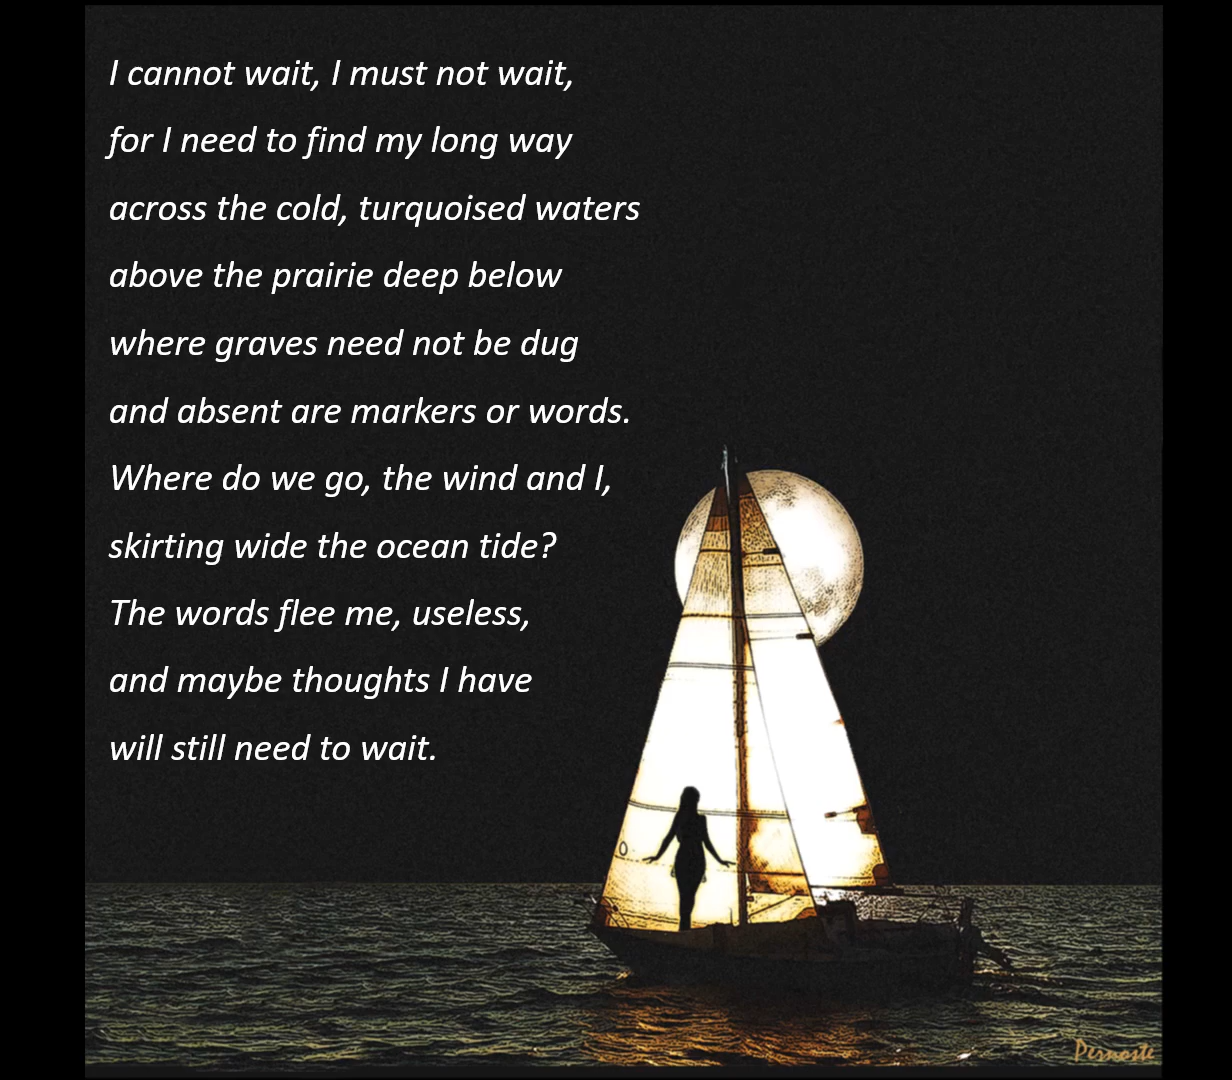 I cannot wait, I must not wait,
for I need to find my long way
across the cold, turquoised waters
above the prairie deep below
where graves need not be dug
and absent are markers or words.
Where do we go, the wind and I,
skirting wide the ocean tide?
The words flee me, useless,
and maybe thoughts I have
will still need to wait.
Pernoste